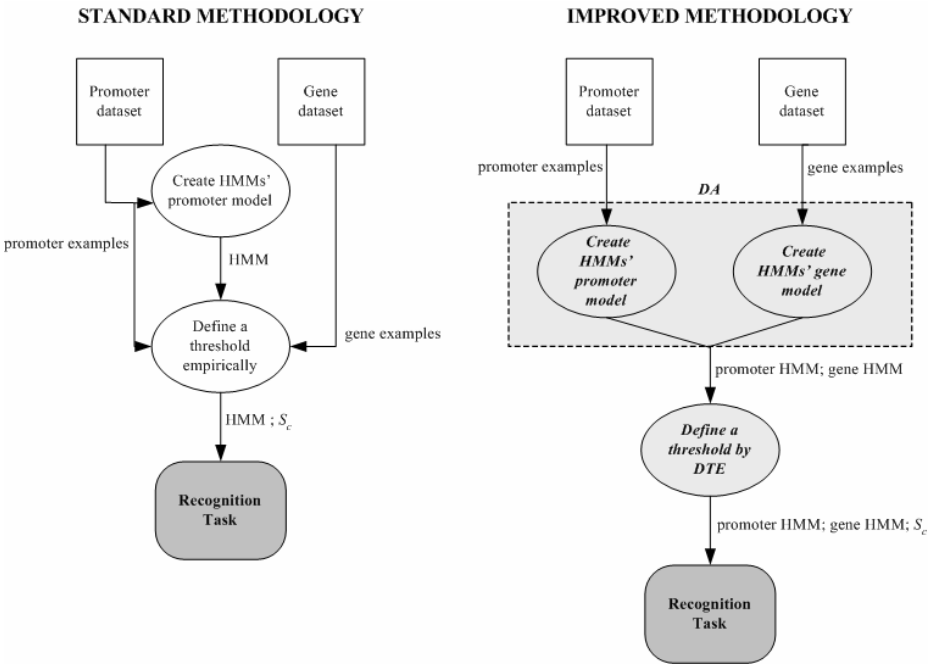 STANDARD METHODOLOGY
Promoter
dataset
Gene
dataset
Create HMMs'
promoter model
promoter examples
HMM
Define a
threshold
empirically
gene examples
HMM ; Sc
Recognition
Task
IMPROVED METHODOLOGY
Promoter
dataset
Gene
dataset
promoter examples
gene examples
DA
Create
HMMs'
promoter
model
Create
HMMs' gene
model
promoter HMM; gene HMM
Define a
threshold by
DTE
promoter HMM; gene HMM; Sc
Recognition
Task